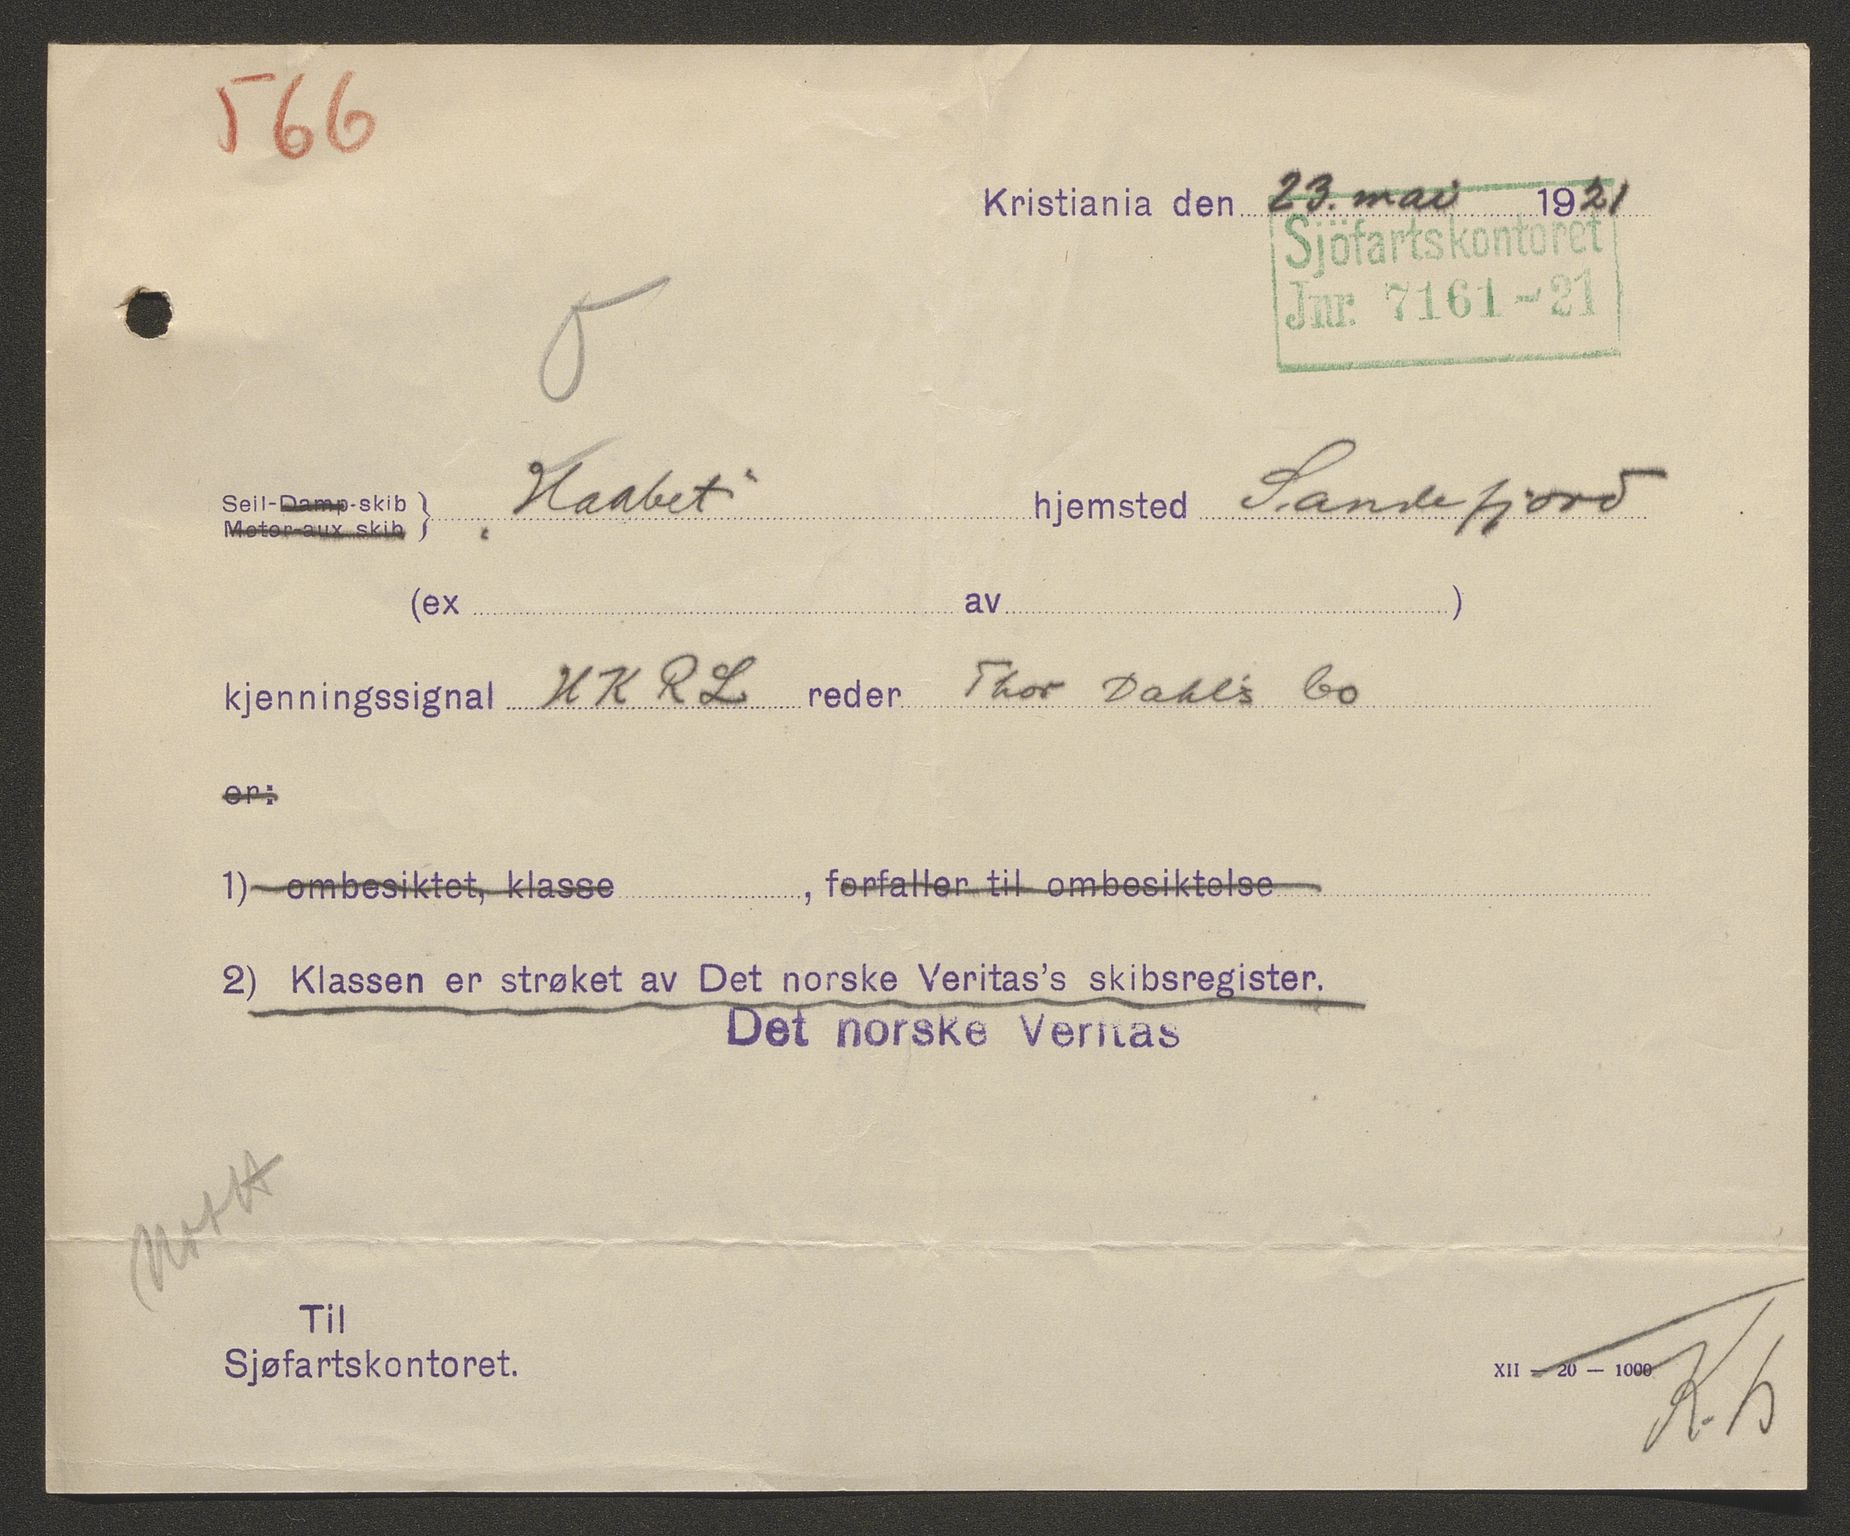 566
Kristiania den 23. mai 1921
Sjöfartskontoret
Jnr. 7161-21
Seil-Damp-skib
Motor-aux skib } „Haabet“ hjemsted Sandefjord
(ex av )
kjenningssignal HKRL reder Thor Dahl's Co
er:
1) ombesiktet, klasse , forfaller til ombesiktelse
2) Klassen er strøket av Det norske Veritas's skibsregister.
Det norske Veritas
Til
Sjøfartskontoret.
XII — 20 — 1000